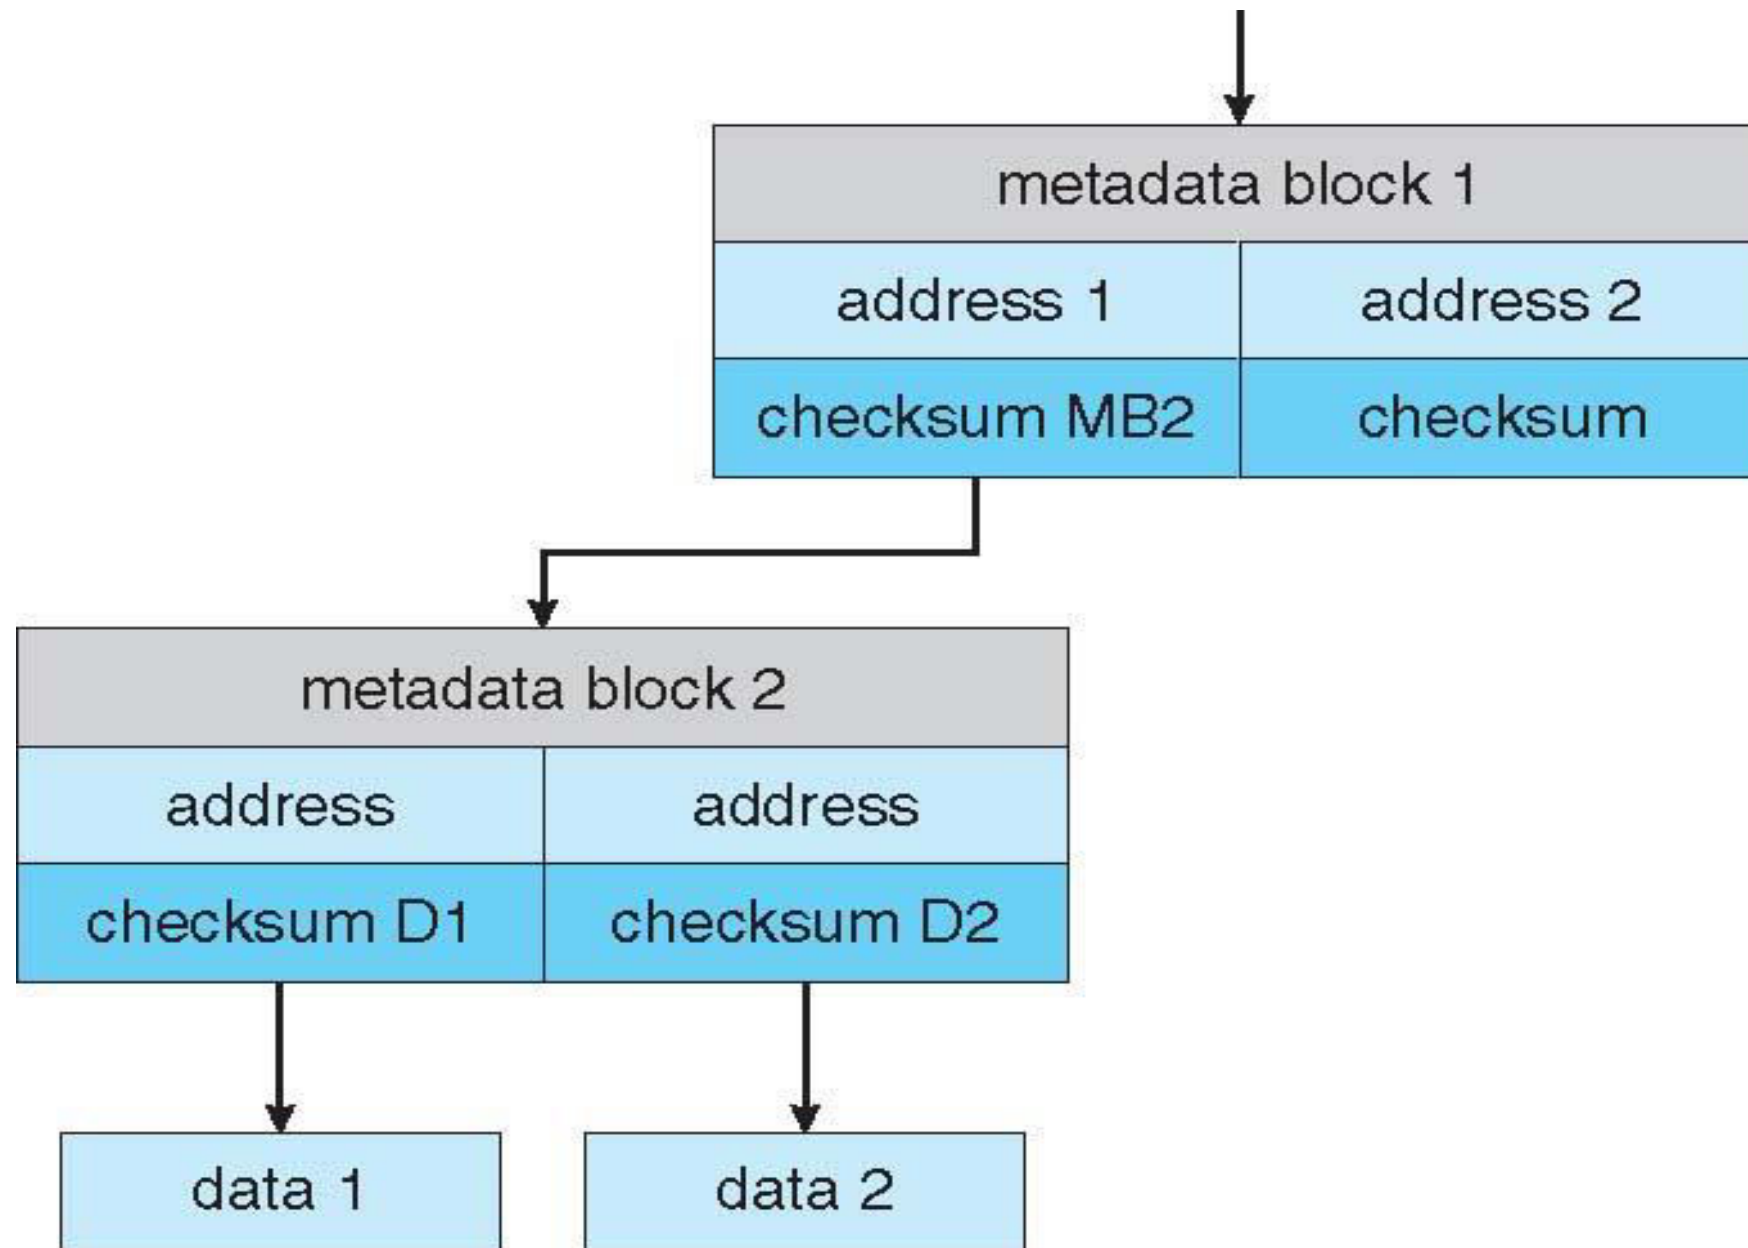 metadata block 1
address 1
address 2
checksum MB2
checksum
metadata block 2
address
address
checksum D1
checksum D2
data 1
data 2